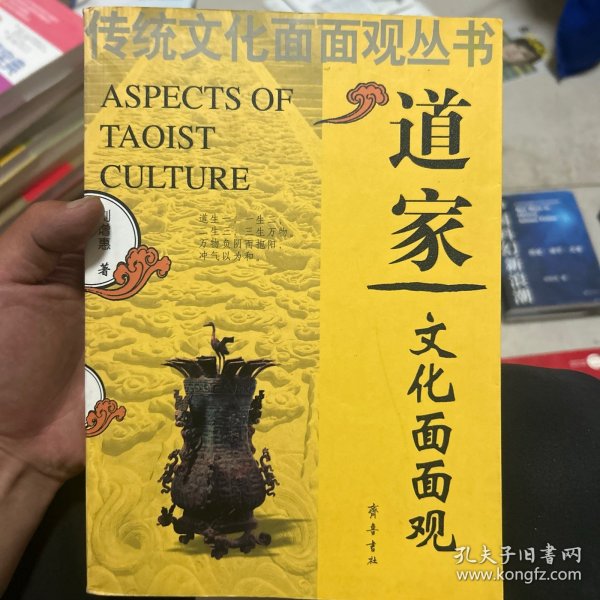 传统文化面面观丛书
ASPECTS OF
TAOIST
CULTURE
道家
文化面面观
道生一，一生二，
二生三，三生万物，
万物负阴而抱阳，
冲气以为和。
惠
著
齐鲁书社
孔夫子旧书网
www.kongfz.com